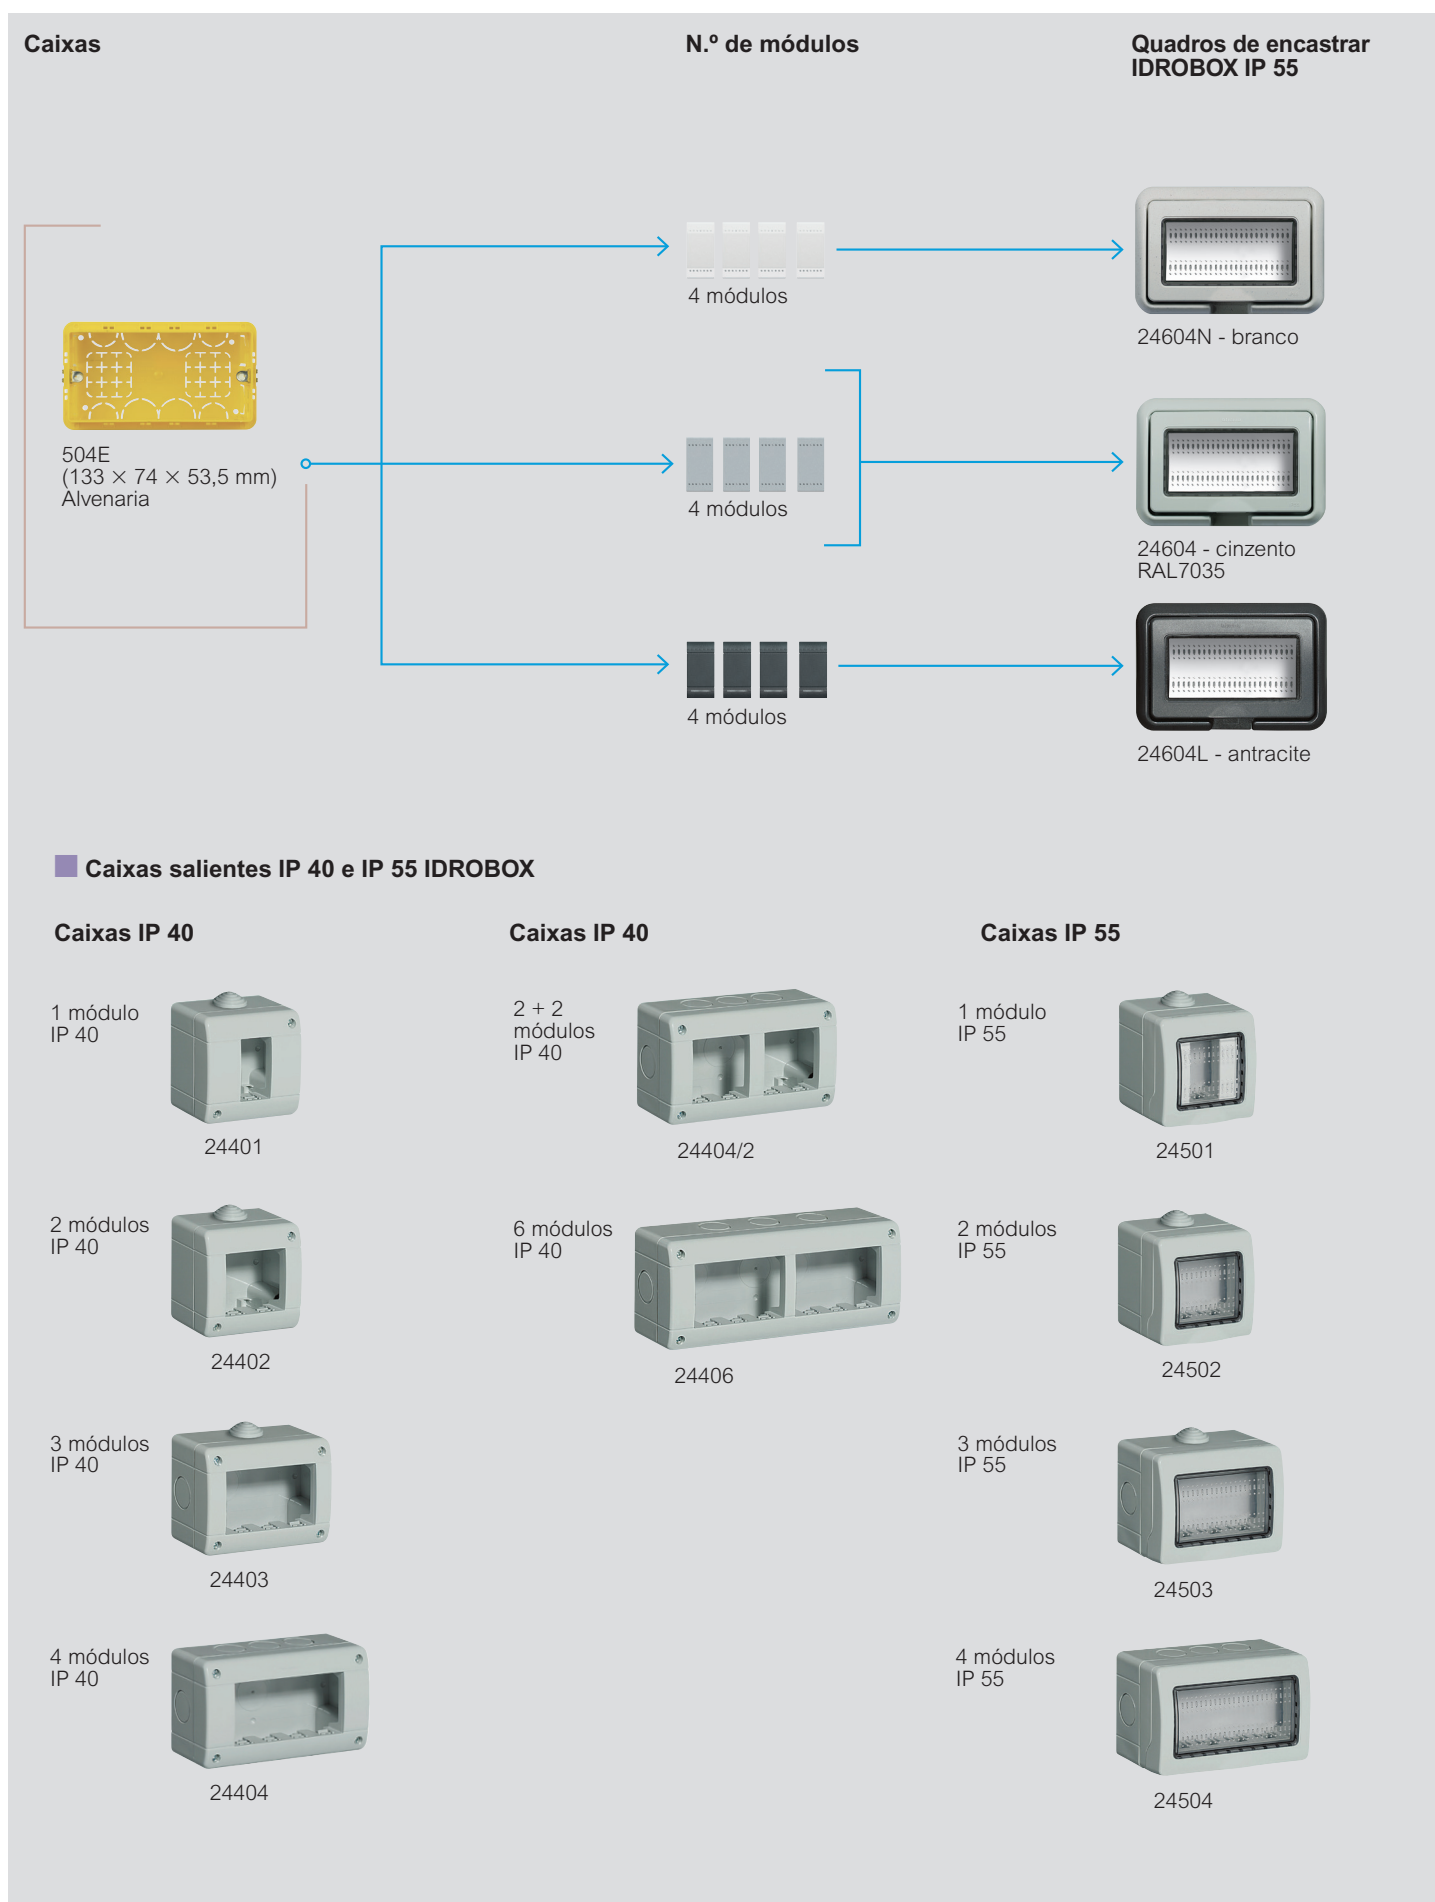 Caixas
N.º de módulos
Quadros de encastrar
IDROBOX IP 55
4 módulos
24604N - branco
504E
(133 × 74 × 53,5 mm)
Alvenaria
4 módulos
24604 - cinzento
RAL7035
4 módulos
24604L - antracite
Caixas salientes IP 40 e IP 55 IDROBOX
Caixas IP 40
1 módulo
IP 40
24401
2 módulos
IP 40
24402
3 módulos
IP 40
24403
4 módulos
IP 40
24404
Caixas IP 40
2 + 2
módulos
IP 40
24404/2
6 módulos
IP 40
24406
Caixas IP 55
1 módulo
IP 55
24501
2 módulos
IP 55
24502
3 módulos
IP 55
24503
4 módulos
IP 55
24504